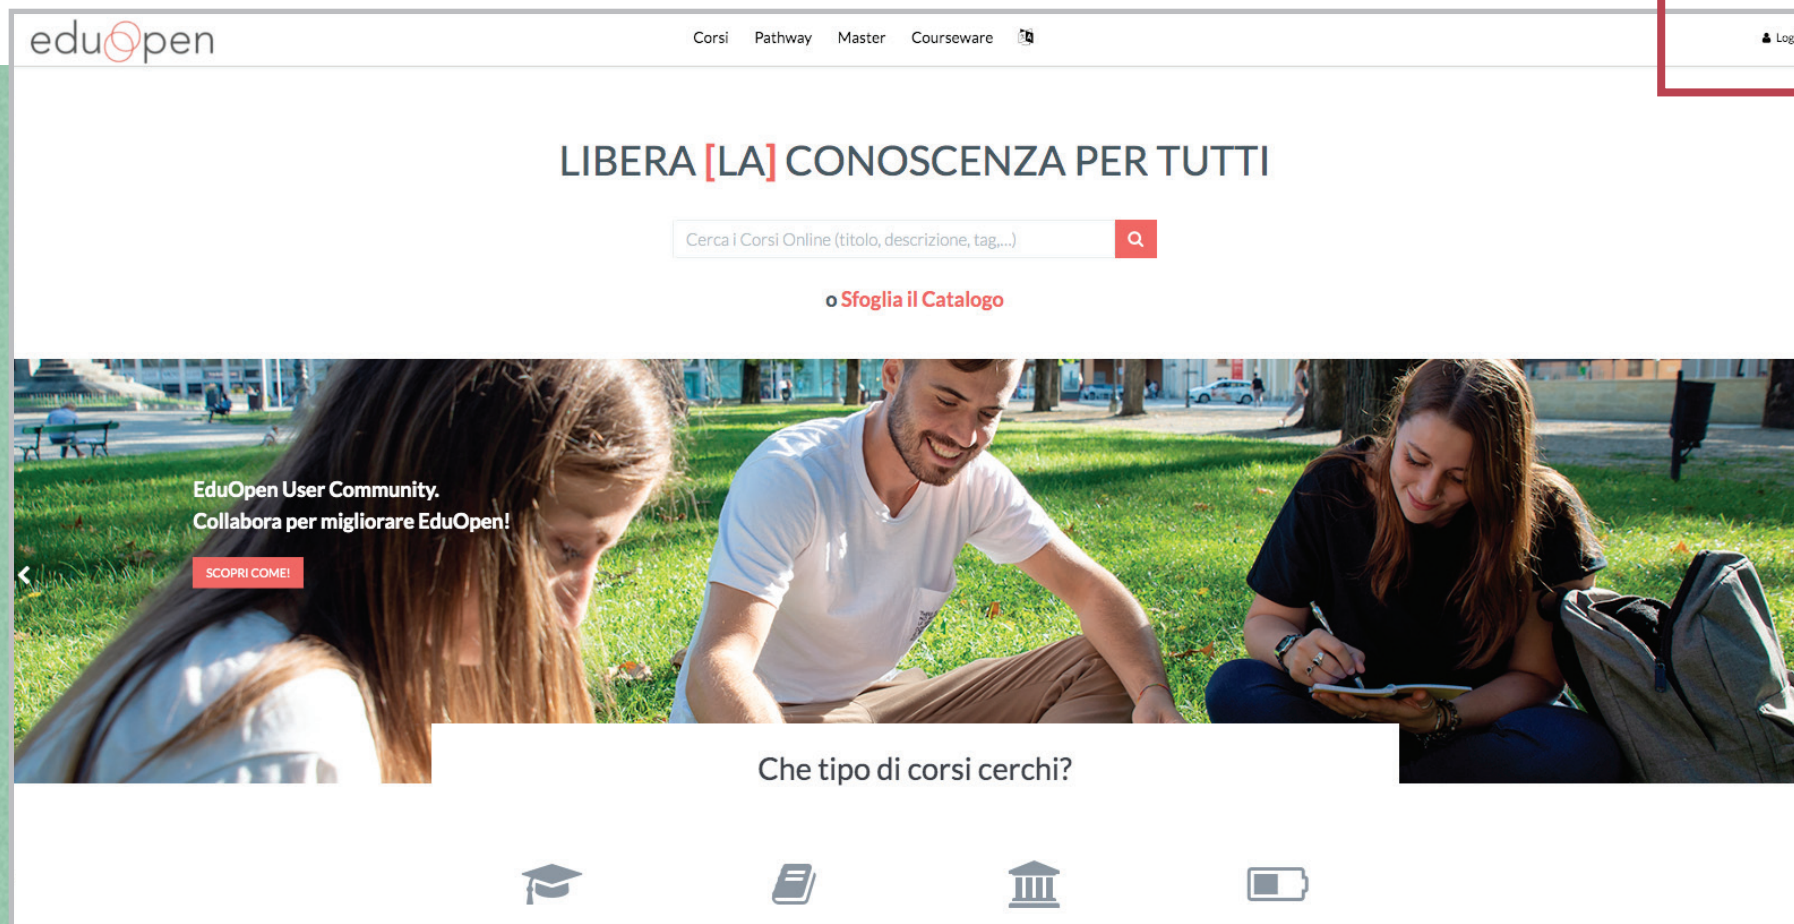 eduOpen
Corsi Pathway Master Courseware
Log
LIBERA [LA] CONOSCENZA PER TUTTI
Cerca i Corsi Online (titolo, descrizione, tag,...)
o Sfoglia il Catalogo
EduOpen User Community.
Collabora per migliorare EduOpen!
SCOPRI COME!
Che tipo di corsi cerchi?